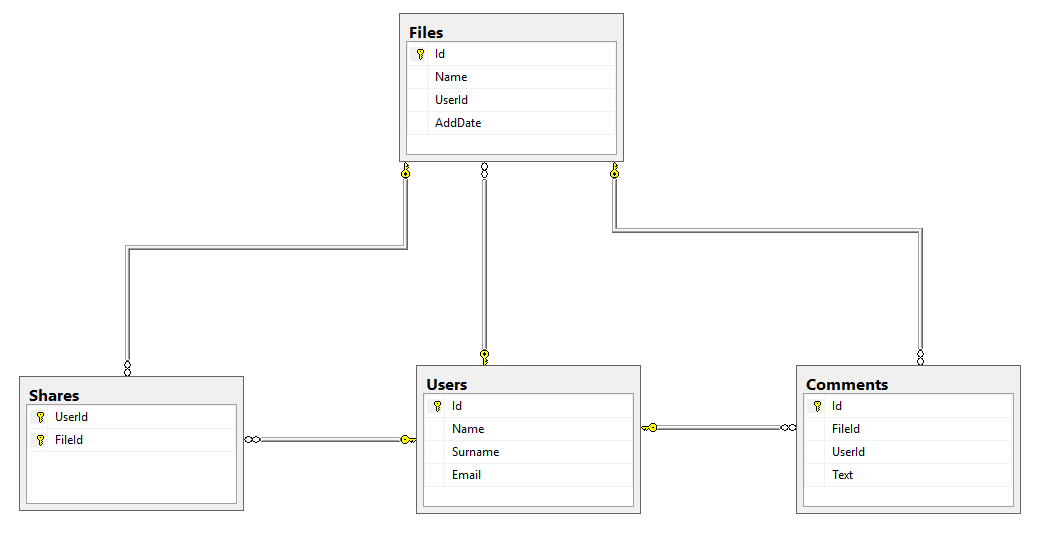 Files
Id
Name
UserId
AddDate
Shares
UserId
FileId
Users
Id
Name
Surname
Email
Comments
Id
FileId
UserId
Text